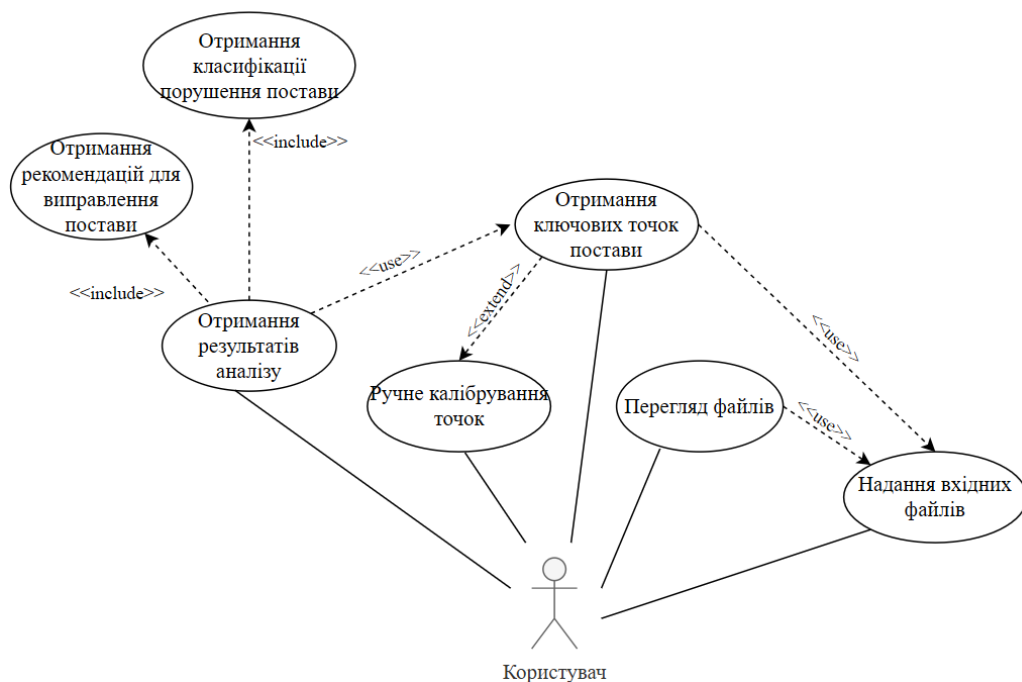 Отримання
класифікації
порушення постави
<<include>>
Отримання
рекомендацій для
виправлення
постави
<<include>>
Отримання
ключових точок
постави
<<use>>
<<extend>>
<<use>>
Отримання
результатів
аналізу
Ручне калібрування
точок
Перегляд файлів
<<use>>
Надання вхідних
файлів
Користувач